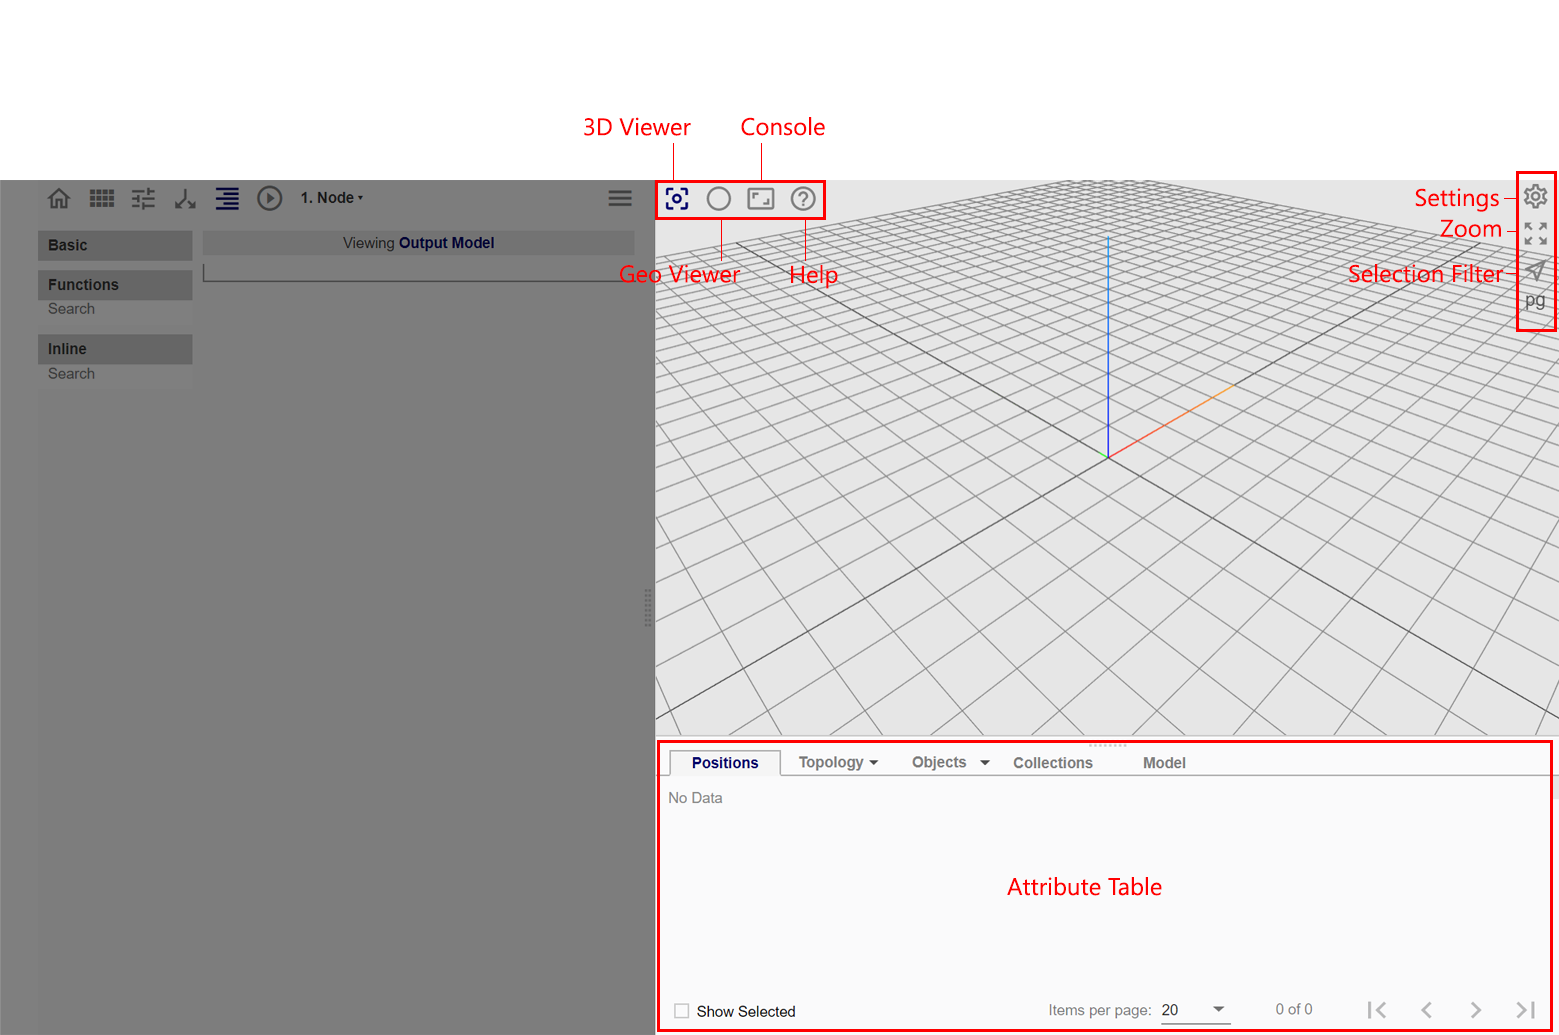 3D Viewer
Console
1. Node
Settings
Zoom
Basic
Viewing Output Model
Geo Viewer
Help
Selection Filter
Functions
pg
Search
Inline
Search
Positions
Topology
Objects
Collections
Model
No Data
Attribute Table
Show Selected
Items per page:
20
0 of 0